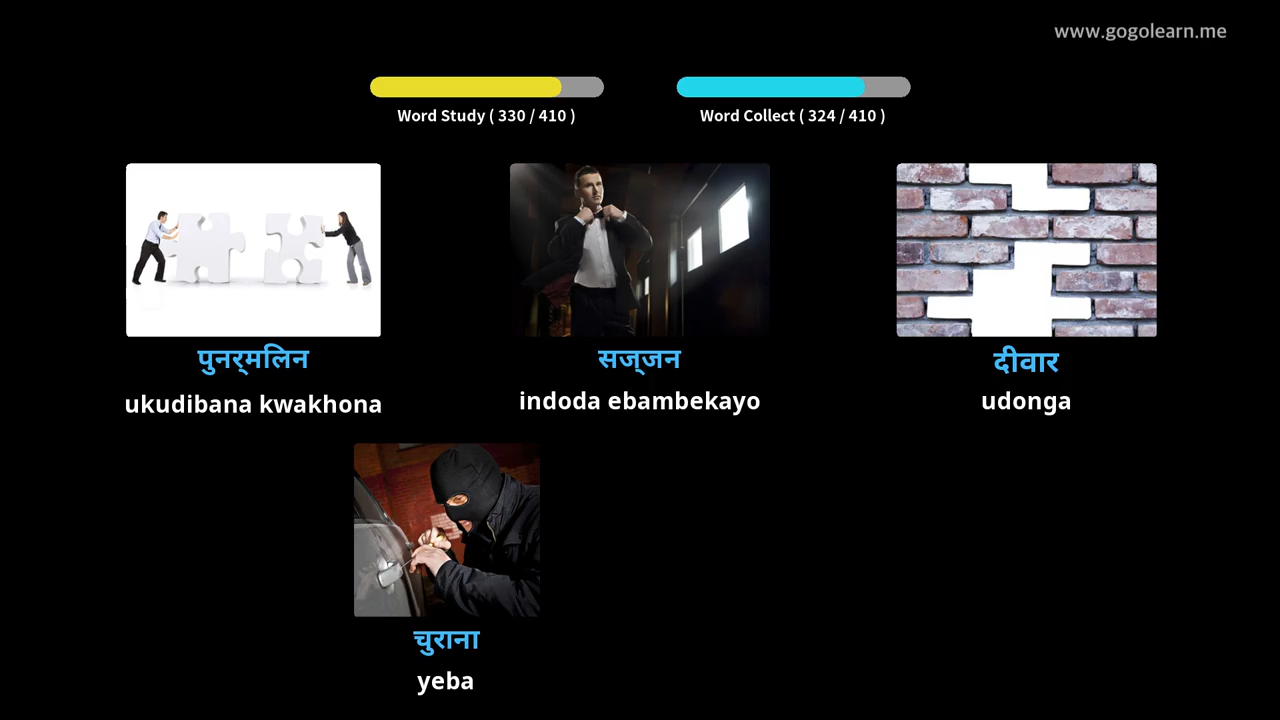 www.gogolearn.me
Word Study ( 330 / 410 )
Word Collect ( 324 / 410 )
पुनर्मलिन
ukudibana kwakhona
सज्जन
indoda ebambekayo
दीवार
udonga
चुराना
yeba